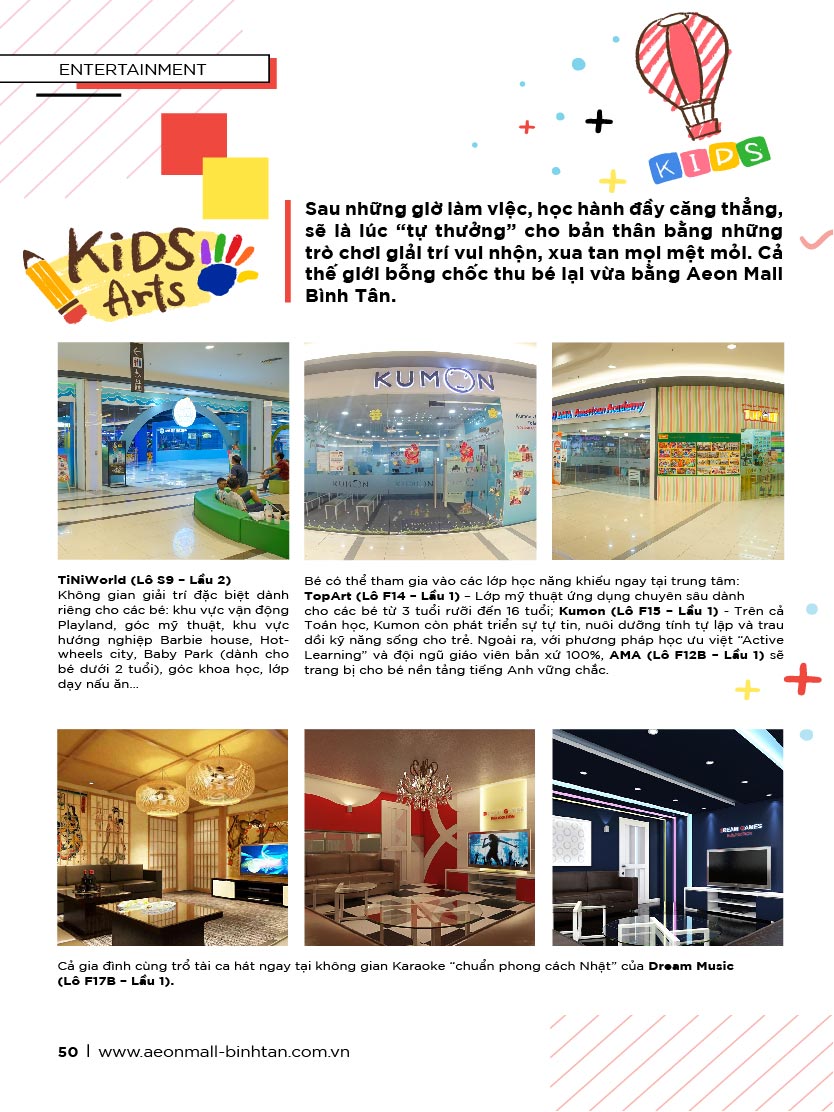 ENTERTAINMENT
KIDS
KiDS
Arts
Sau những giờ làm việc, học hành đầy căng thẳng,
sẽ là lúc “tự thưởng” cho bản thân bằng những
trò chơi giải trí vui nhộn, xua tan mọi mệt mỏi. Cả
thế giới bỗng chốc thu bé lại vừa bằng Aeon Mall
Bình Tân.
KUMON
KUMON
American Academy
TiNiWorld (Lô S9 – Lầu 2)
Không gian giải trí đặc biệt dành
riêng cho các bé: khu vực vận động
Playland, góc mỹ thuật, khu vực
hướng nghiệp Barbie house, Hot-
wheels city, Baby Park (dành cho
bé dưới 2 tuổi), góc khoa học, lớp
dạy nấu ăn...
Bé có thể tham gia vào các lớp học năng khiếu ngay tại trung tâm:
TopArt (Lô F14 – Lầu 1) – Lớp mỹ thuật ứng dụng chuyên sâu dành
cho các bé từ 3 tuổi rưỡi đến 16 tuổi; Kumon (Lô F15 – Lầu 1) - Trên cả
Toán học, Kumon còn phát triển sự tự tin, nuôi dưỡng tính tự lập và trau
dồi kỹ năng sống cho trẻ. Ngoài ra, với phương pháp học ưu việt “Active
Learning” và đội ngũ giáo viên bản xứ 100%, AMA (Lô F12B – Lầu 1) sẽ
trang bị cho bé nền tảng tiếng Anh vững chắc.
DREAM GAMES
Cả gia đình cùng trổ tài ca hát ngay tại không gian Karaoke “chuẩn phong cách Nhật” của Dream Music
(Lô F17B – Lầu 1).
50 | www.aeonmall-binhtan.com.vn